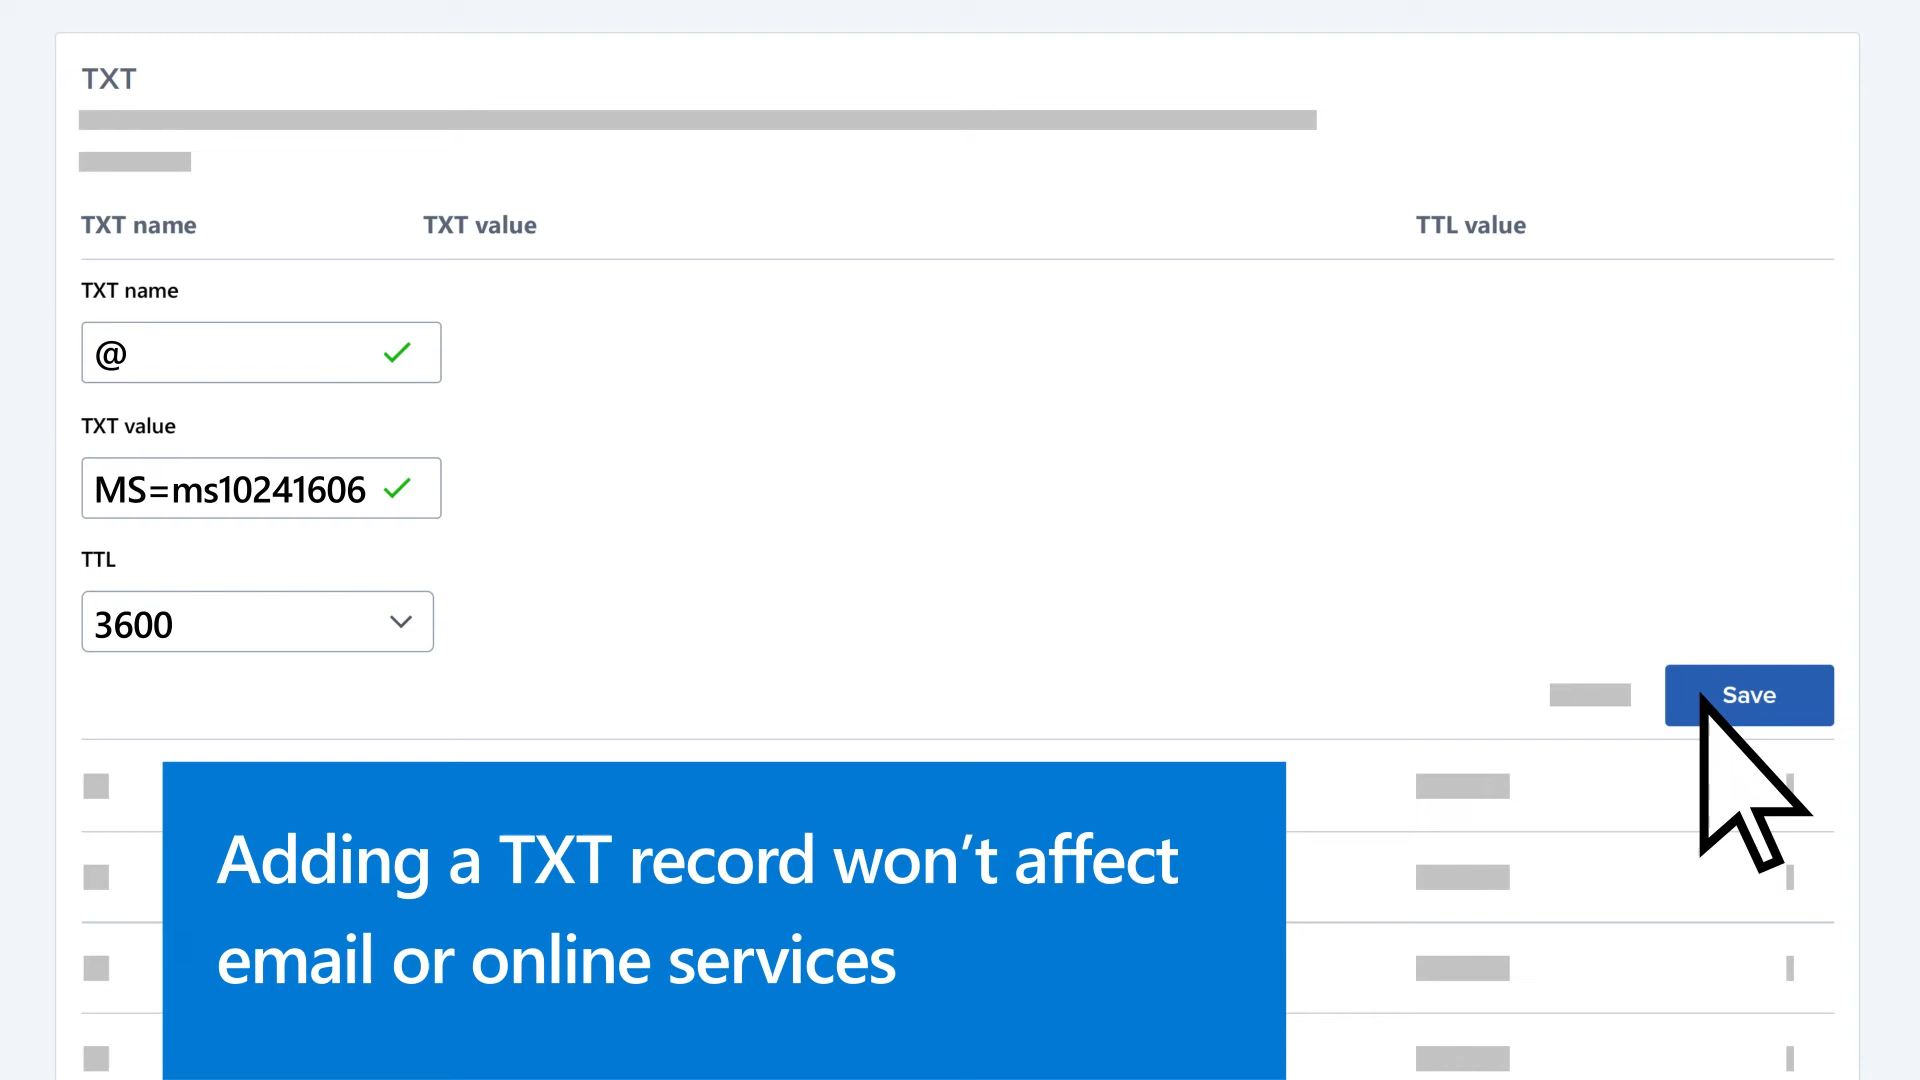 TXT
TXT name TXT value TTL value
TXT name
@
TXT value
MS=ms10241606
TTL
3600
Save
Adding a TXT record won’t affect
email or online services